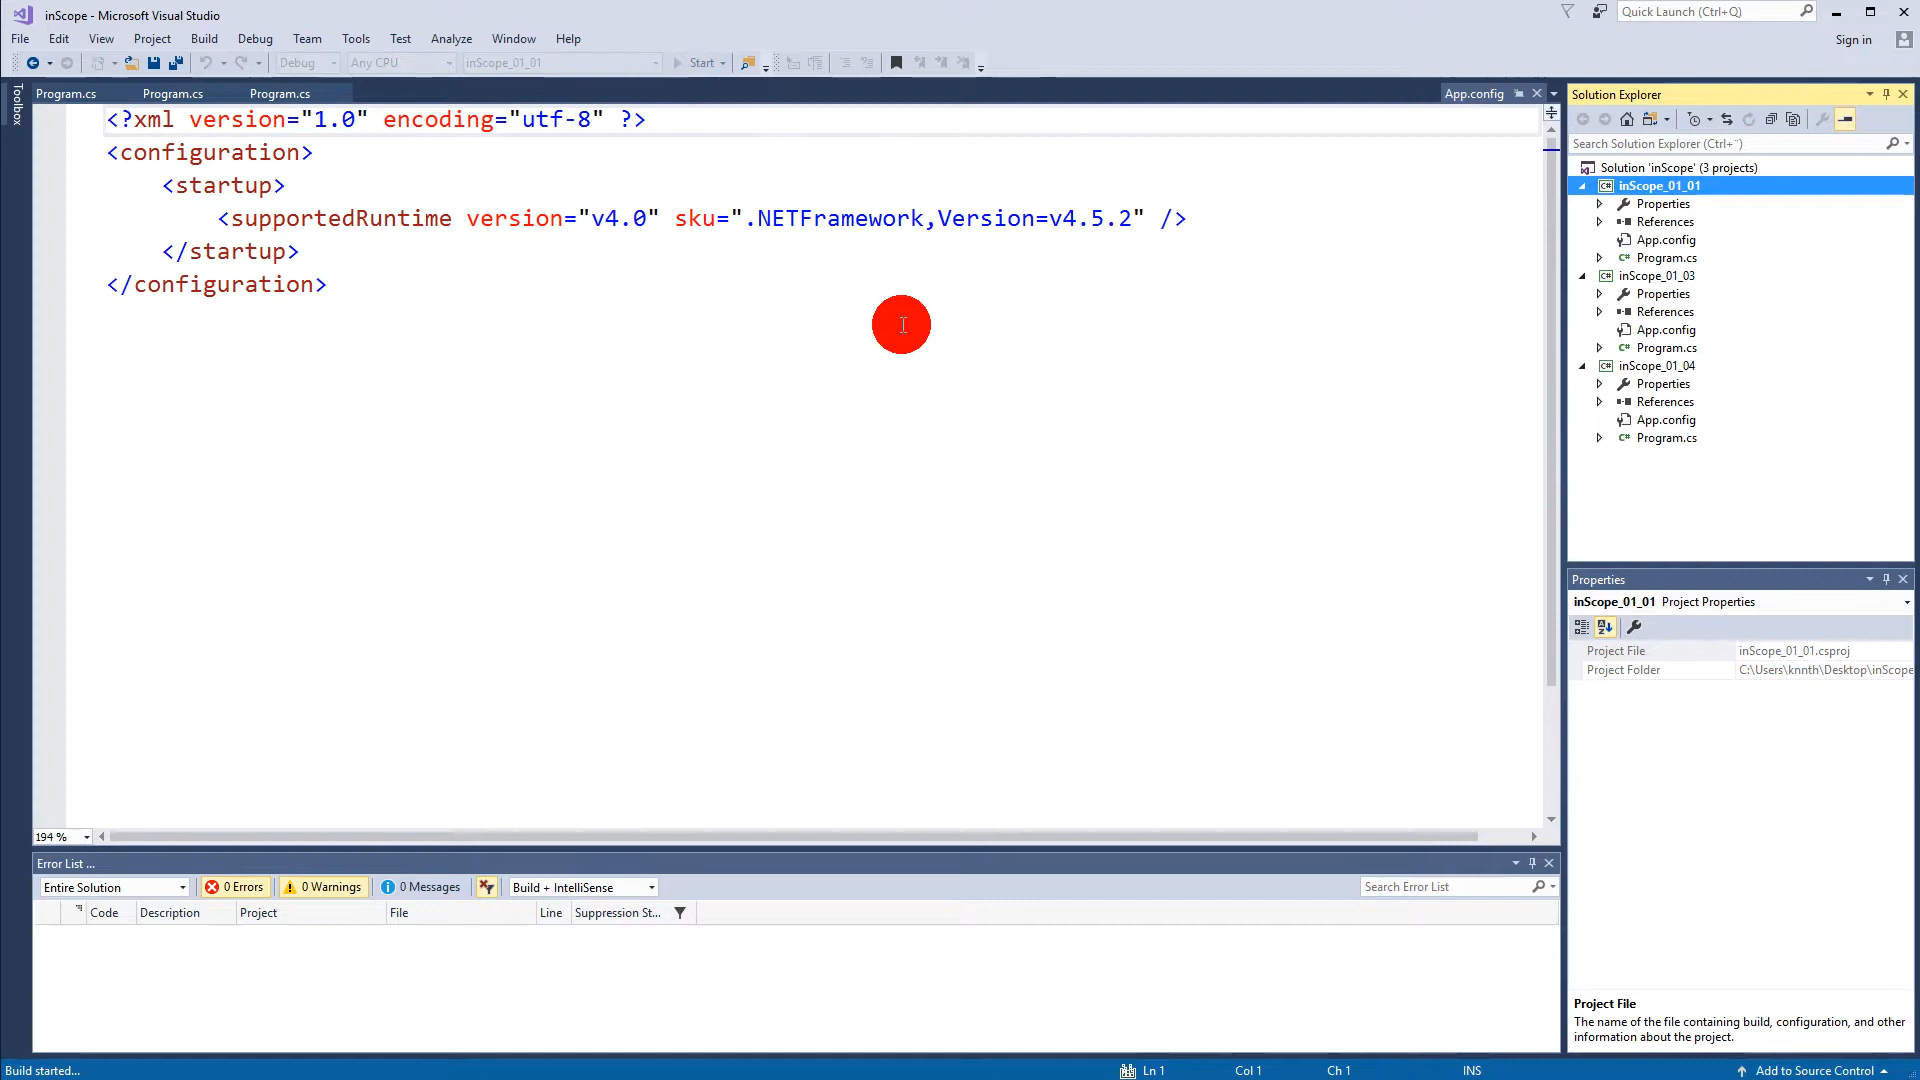 inScope - Microsoft Visual Studio
Quick Launch (Ctrl+Q)
File Edit View Project Build Debug Team Tools Test Analyze Window Help
Sign in
Debug Any CPU inScope_01_01 Start
Toolbox
Program.cs Program.cs Program.cs App.config
<?xml version="1.0" encoding="utf-8" ?>
<configuration>
<startup>
<supportedRuntime version="v4.0" sku=".NETFramework,Version=v4.5.2" />
</startup>
</configuration>
194 %
Solution Explorer
Search Solution Explorer (Ctrl+¨)
Solution 'inScope' (3 projects)
inScope_01_01
Properties
References
App.config
Program.cs
inScope_01_03
Properties
References
App.config
Program.cs
inScope_01_04
Properties
References
App.config
Program.cs
Properties
inScope_01_01 Project Properties
Project File inScope_01_01.csproj
Project Folder C:\Users\knnth\Desktop\inScope
Project File
The name of the file containing build, configuration, and other
information about the project.
Error List ...
Entire Solution 0 Errors 0 Warnings 0 Messages Build + IntelliSense Search Error List
Code Description Project File Line Suppression St...
Build started... Ln 1 Col 1 Ch 1 INS Add to Source Control